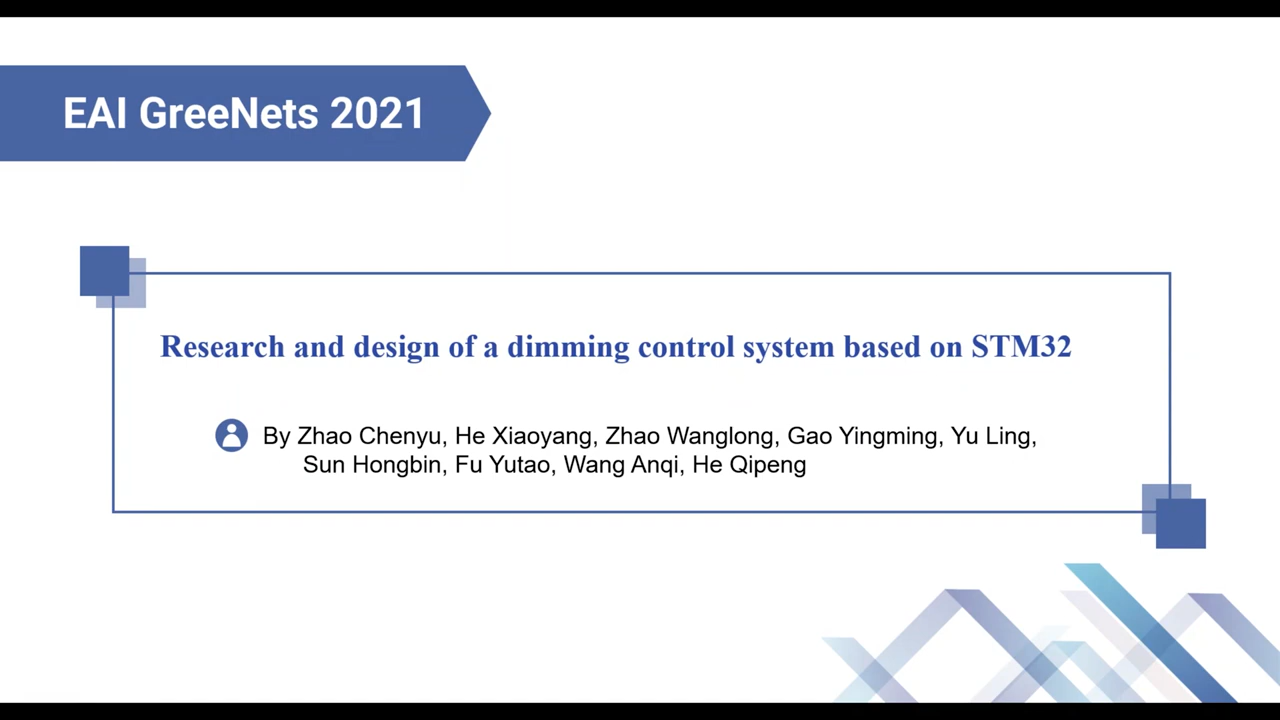 EAI GreeNets 2021
Research and design of a dimming control system based on STM32
By Zhao Chenyu, He Xiaoyang, Zhao Wanglong, Gao Yingming, Yu Ling,
Sun Hongbin, Fu Yutao, Wang Anqi, He Qipeng